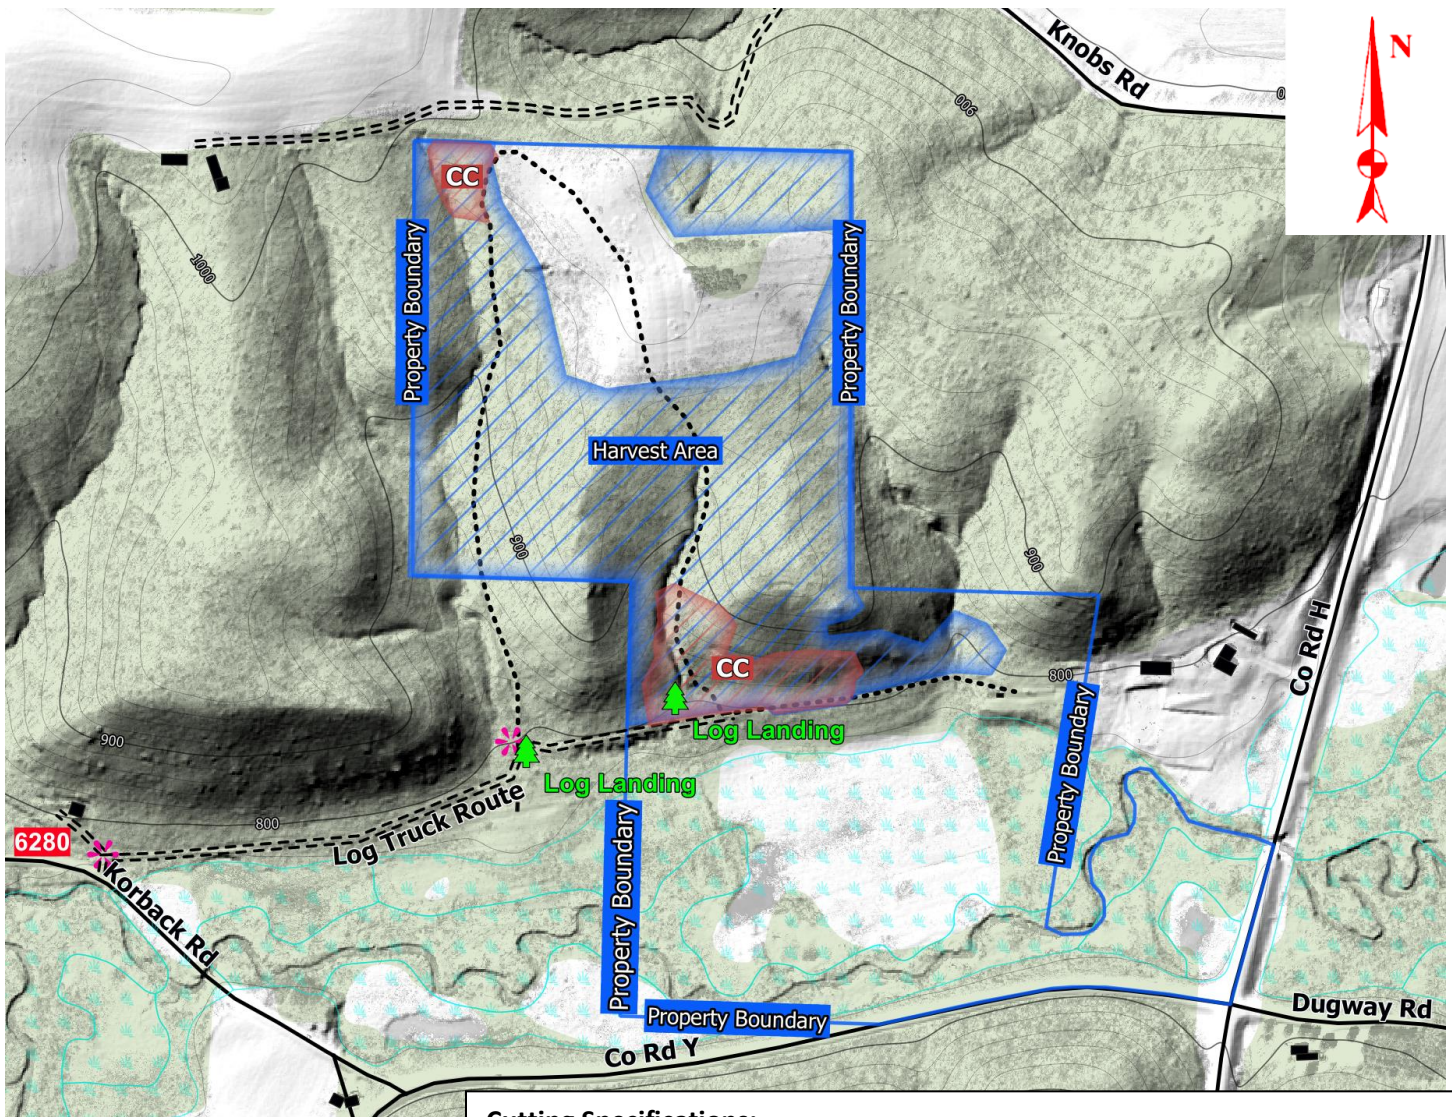 N
Knobs Rd
900
CC
Property Boundary
Property Boundary
1000
Harvest Area
900
900
Co Rd H
CC
800
Log Landing
900
Log Landing
Property Boundary
Log Truck Route
800
6280
Korback Rd
Property Boundary
Property Boundary
Dugway Rd
Co Rd Y